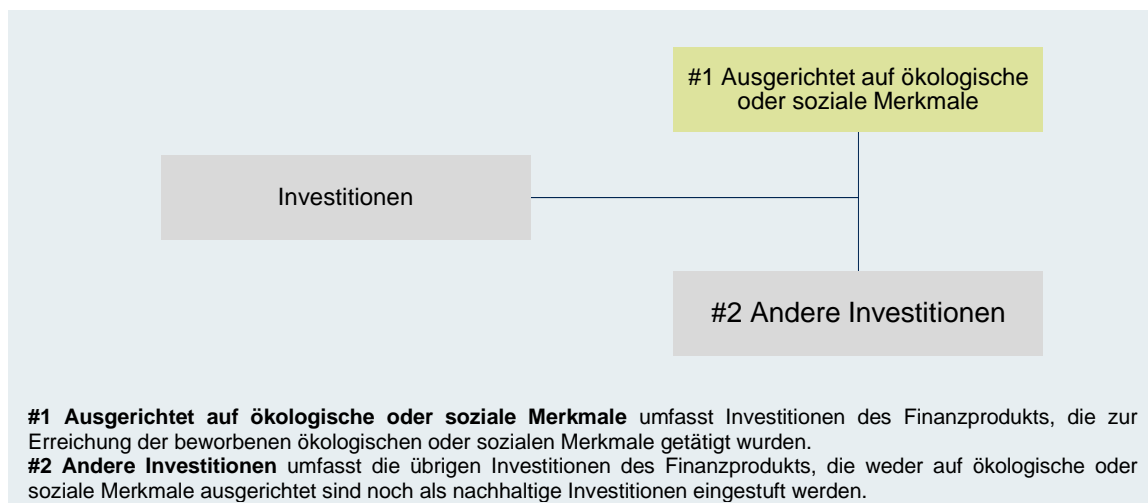 #1 Ausgerichtet auf ökologische
oder soziale Merkmale
Investitionen
#2 Andere Investitionen
#1 Ausgerichtet auf ökologische oder soziale Merkmale umfasst Investitionen des Finanzprodukts, die zur
Erreichung der beworbenen ökologischen oder sozialen Merkmale getätigt wurden.
#2 Andere Investitionen umfasst die übrigen Investitionen des Finanzprodukts, die weder auf ökologische oder
soziale Merkmale ausgerichtet sind noch als nachhaltige Investitionen eingestuft werden.